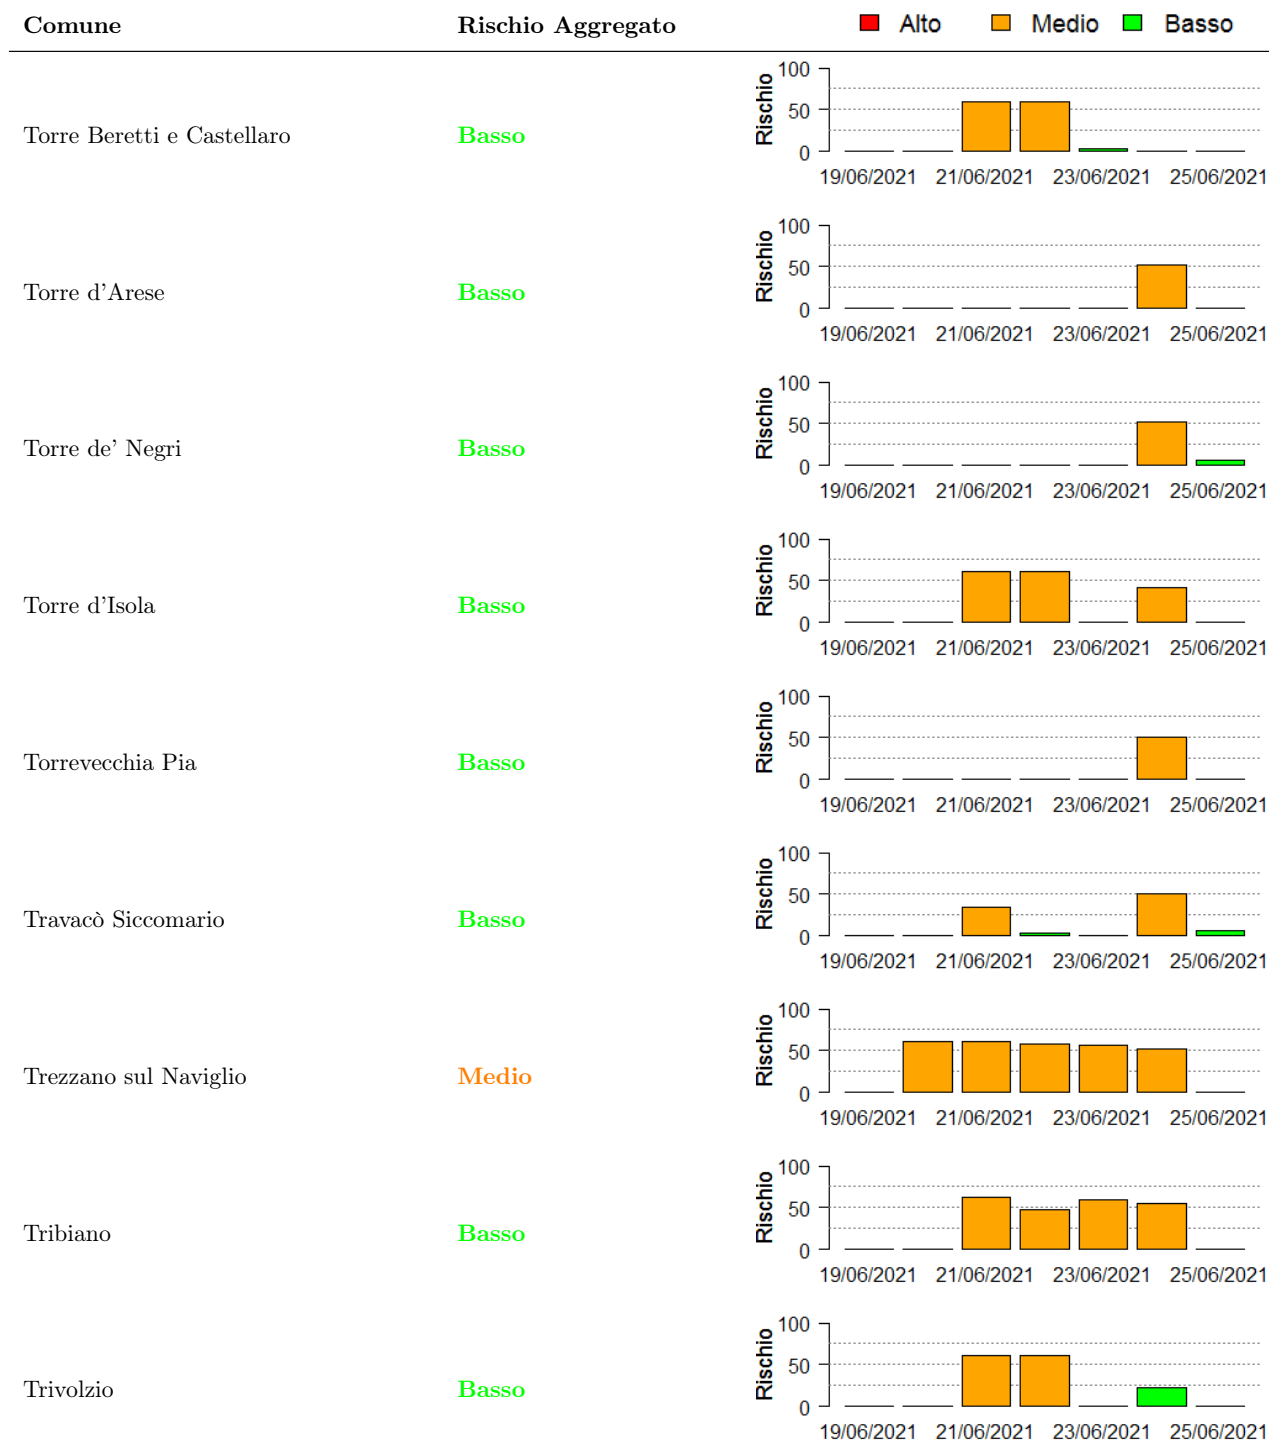 Comune Rischio Aggregato Alto Medio Basso
100
50
0
Rischio
Torre Beretti e Castellaro Basso
19/06/2021 21/06/2021 23/06/2021 25/06/2021
100
50
0
Rischio
Torre d'Arese Basso
19/06/2021 21/06/2021 23/06/2021 25/06/2021
100
50
0
Rischio
Torre de' Negri Basso
19/06/2021 21/06/2021 23/06/2021 25/06/2021
100
50
0
Rischio
Torre d'Isola Basso
19/06/2021 21/06/2021 23/06/2021 25/06/2021
100
50
0
Rischio
Torrevecchia Pia Basso
19/06/2021 21/06/2021 23/06/2021 25/06/2021
100
50
0
Rischio
Travacò Siccomario Basso
19/06/2021 21/06/2021 23/06/2021 25/06/2021
100
50
0
Rischio
Trezzano sul Naviglio Medio
19/06/2021 21/06/2021 23/06/2021 25/06/2021
100
50
0
Rischio
Tribiano Basso
19/06/2021 21/06/2021 23/06/2021 25/06/2021
100
50
0
Rischio
Trivolzio Basso
19/06/2021 21/06/2021 23/06/2021 25/06/2021